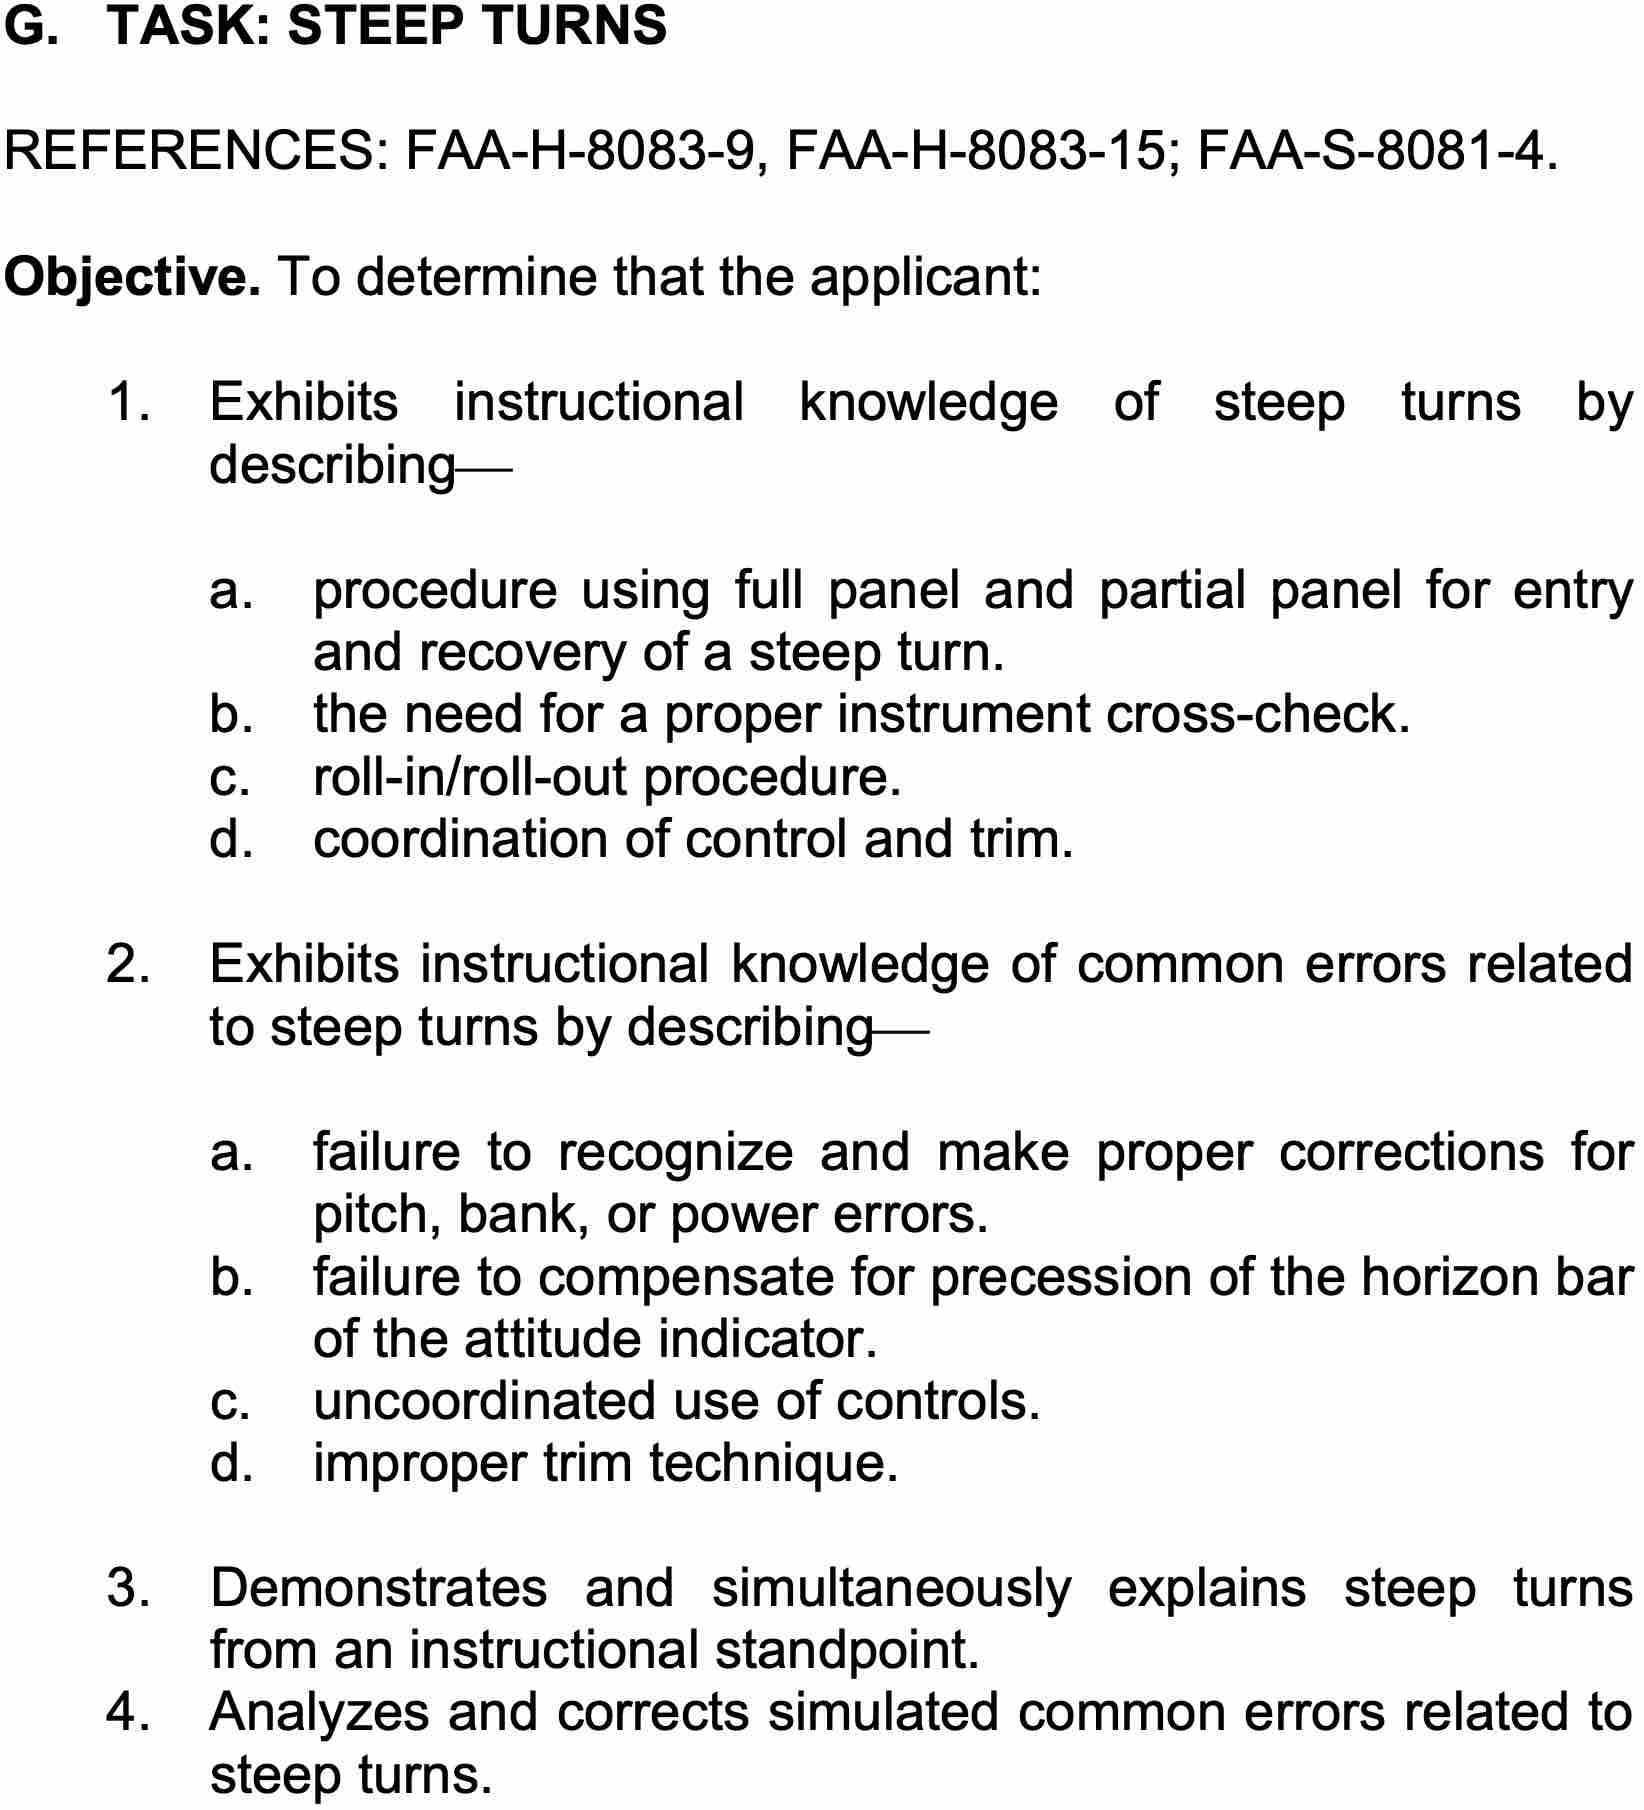 G. TASK: STEEP TURNS
REFERENCES: FAA-H-8083-9, FAA-H-8083-15; FAA-S-8081-4.
Objective. To determine that the applicant:
1. Exhibits instructional knowledge of steep turns by
describing—
a. procedure using full panel and partial panel for entry
and recovery of a steep turn.
b. the need for a proper instrument cross-check.
c. roll-in/roll-out procedure.
d. coordination of control and trim.
2. Exhibits instructional knowledge of common errors related
to steep turns by describing—
a. failure to recognize and make proper corrections for
pitch, bank, or power errors.
b. failure to compensate for precession of the horizon bar
of the attitude indicator.
c. uncoordinated use of controls.
d. improper trim technique.
3. Demonstrates and simultaneously explains steep turns
from an instructional standpoint.
4. Analyzes and corrects simulated common errors related to
steep turns.